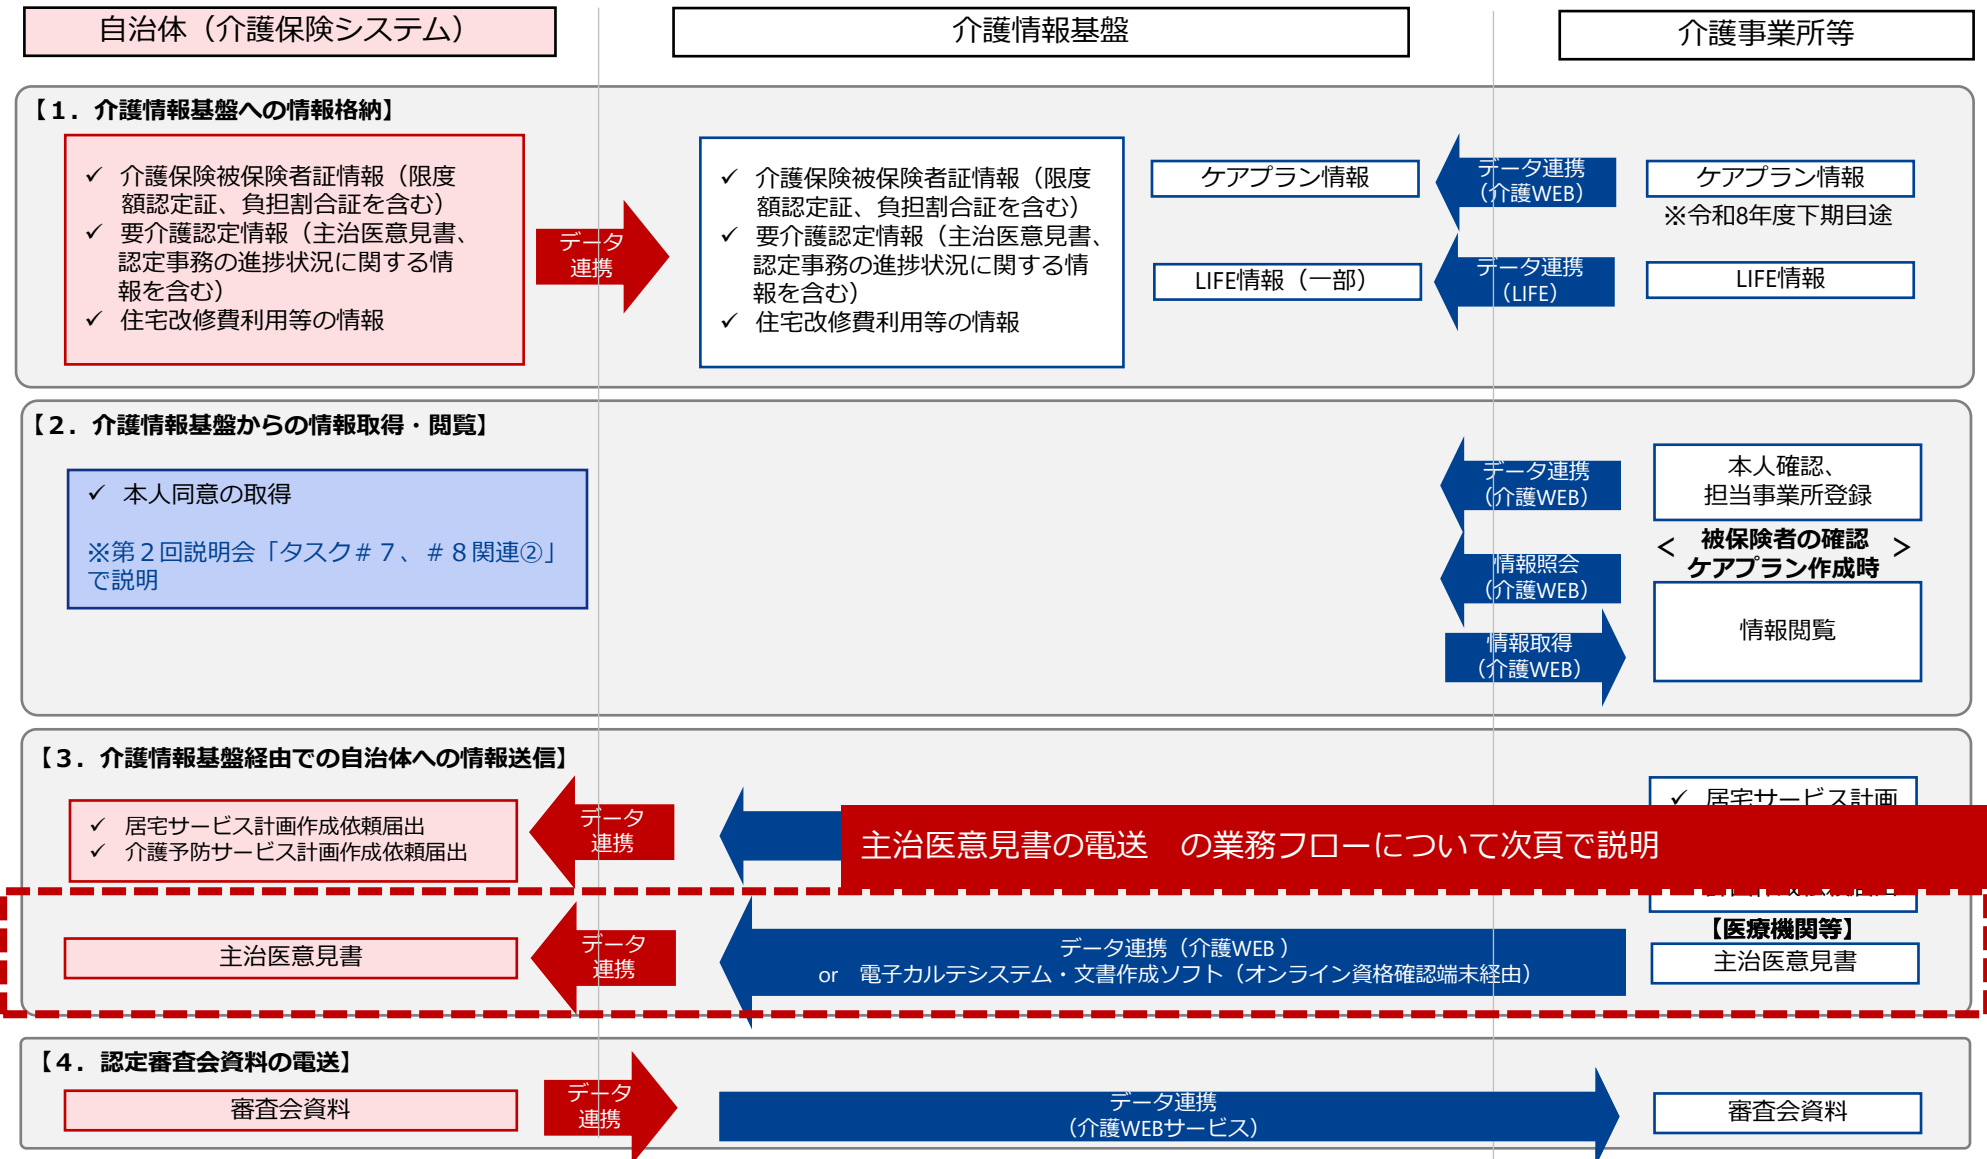 自治体（介護保険システム）
介護情報基盤
介護事業所等
【１．介護情報基盤への情報格納】
✓ 介護保険被保険者証情報（限度
額認定証、負担割合証を含む）
✓ 要介護認定情報（主治医意見書、
認定事務の進捗状況に関する情
報を含む）
✓ 住宅改修費利用等の情報
データ
連携
✓ 介護保険被保険者証情報（限度
額認定証、負担割合証を含む）
✓ 要介護認定情報（主治医意見書、
認定事務の進捗状況に関する情
報を含む）
✓ 住宅改修費利用等の情報
ケアプラン情報
データ連携
（介護WEB）
ケアプラン情報
※令和8年度下期目途
LIFE情報（一部）
データ連携
（LIFE）
LIFE情報
【２．介護情報基盤からの情報取得・閲覧】
✓ 本人同意の取得
※第２回説明会「タスク＃７、＃８関連②」
で説明
データ連携
（介護WEB）
本人確認、
担当事業所登録
＜ 被保険者の確認 ＞
ケアプラン作成時
情報照会
（介護WEB）
情報閲覧
情報取得
（介護WEB）
【３．介護情報基盤経由での自治体への情報送信】
✓ 居宅サービス計画作成依頼届出
✓ 介護予防サービス計画作成依頼届出
データ
連携
✓ 居宅サービス計画
主治医意見書の電送　の業務フローについて次頁で説明
【医療機関等】
主治医意見書
データ
連携
データ連携（介護WEB ）
or　電子カルテシステム・文書作成ソフト（オンライン資格確認端末経由）
主治医意見書
【４．認定審査会資料の電送】
審査会資料
データ
連携
データ連携
（介護WEBサービス）
審査会資料